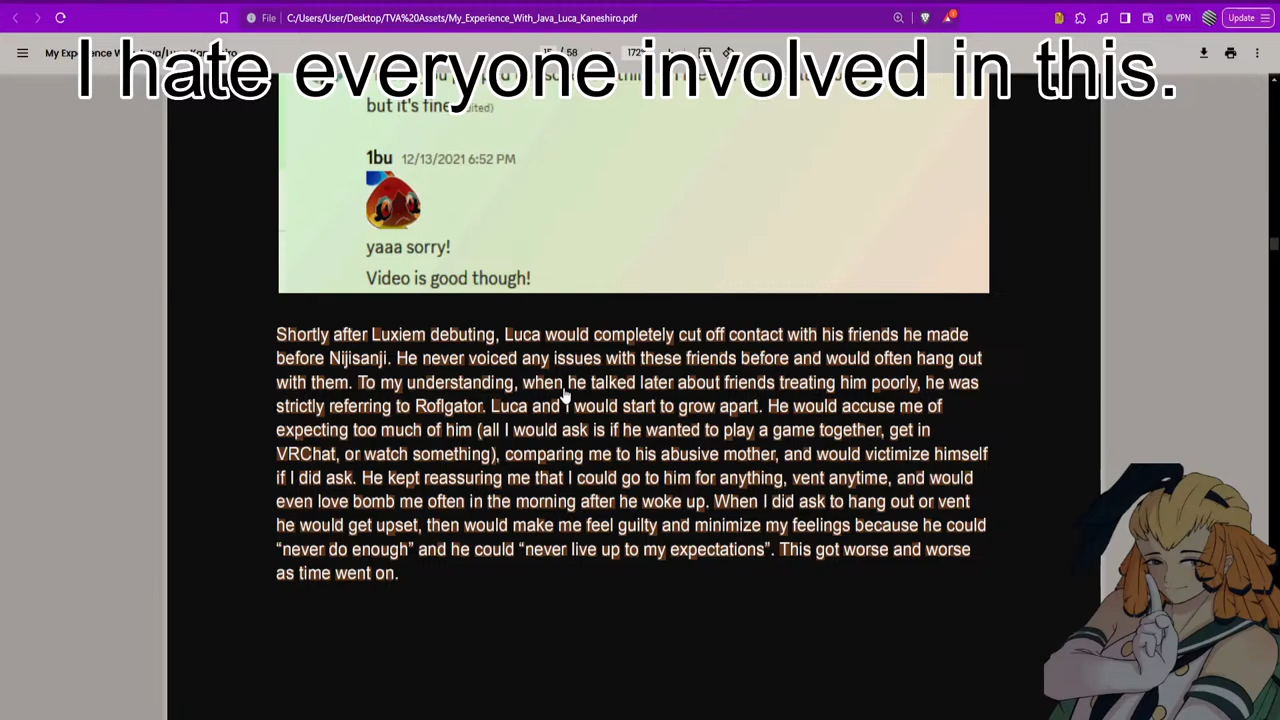 File C:/Users/User/Desktop/TVA%20Assets/My_Experience_With_Java_Luca_Kaneshiro.pdf
VPN
Update
/ 58
172%
I hate everyone involved in this.
but it's fine (edited)
1bu 12/13/2021 6:52 PM
yaaa sorry!
Video is good though!
Shortly after Luxiem debuting, Luca would completely cut off contact with his friends he made
before Nijisanji. He never voiced any issues with these friends before and would often hang out
with them. To my understanding, when he talked later about friends treating him poorly, he was
strictly referring to Roflgator. Luca and I would start to grow apart. He would accuse me of
expecting too much of him (all I would ask is if he wanted to play a game together, get in
VRChat, or watch something), comparing me to his abusive mother, and would victimize himself
if I did ask. He kept reassuring me that I could go to him for anything, vent anytime, and would
even love bomb me often in the morning after he woke up. When I did ask to hang out or vent
he would get upset, then would make me feel guilty and minimize my feelings because he could
“never do enough” and he could “never live up to my expectations”. This got worse and worse
as time went on.